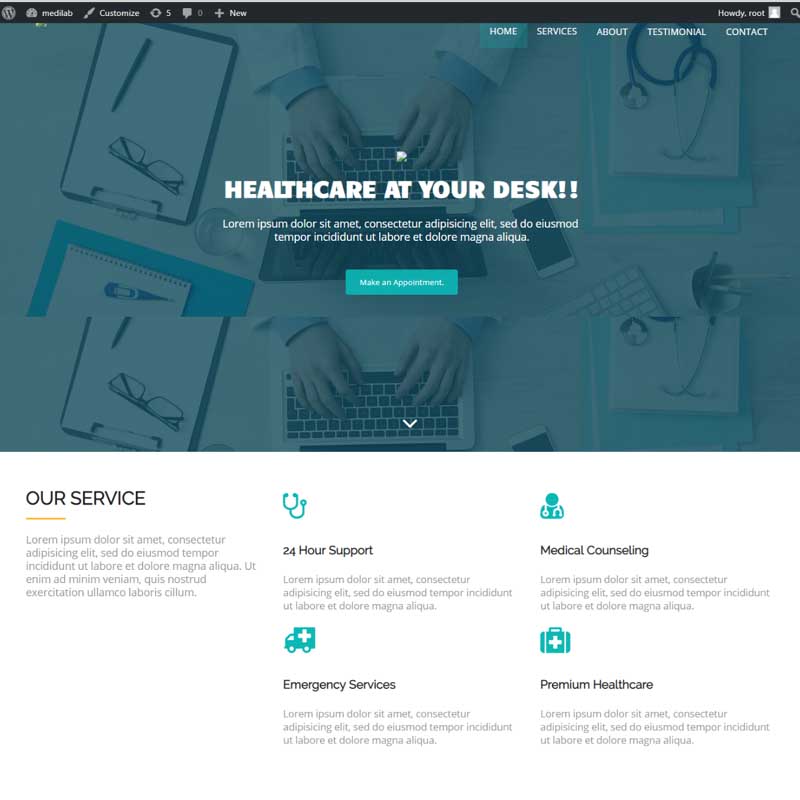 medilab Customize 5 0 New Howdy, root
HOME SERVICES ABOUT TESTIMONIAL CONTACT
HEALTHCARE AT YOUR DESK!!
Lorem ipsum dolor sit amet, consectetur adipisicing elit, sed do eiusmod
tempor incididunt ut labore et dolore magna aliqua.
Make an Appointment.
OUR SERVICE
Lorem ipsum dolor sit amet, consectetur
adipisicing elit, sed do eiusmod tempor
incididunt ut labore et dolore magna aliqua. Ut
enim ad minim veniam, quis nostrud
exercitation ullamco laboris cillum.
24 Hour Support
Lorem ipsum dolor sit amet, consectetur
adipisicing elit, sed do eiusmod tempor incididunt
ut labore et dolore magna aliqua.
Medical Counseling
Lorem ipsum dolor sit amet, consectetur
adipisicing elit, sed do eiusmod tempor incididunt
ut labore et dolore magna aliqua.
Emergency Services
Lorem ipsum dolor sit amet, consectetur
adipisicing elit, sed do eiusmod tempor incididunt
ut labore et dolore magna aliqua.
Premium Healthcare
Lorem ipsum dolor sit amet, consectetur
adipisicing elit, sed do eiusmod tempor incididunt
ut labore et dolore magna aliqua.